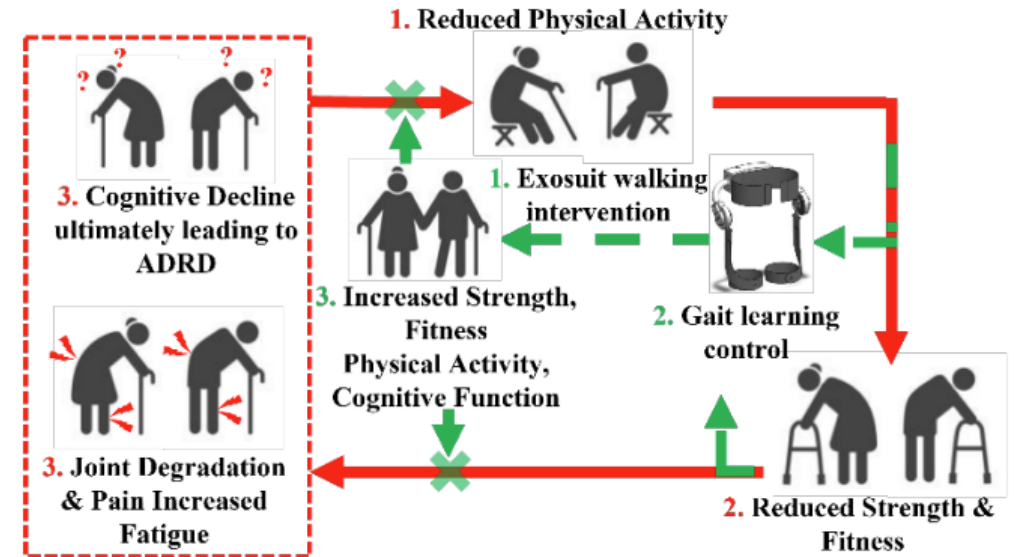 1. Reduced Physical Activity
? ? ? ?
3. Cognitive Decline
ultimately leading to
ADRD
1. Exosuit walking
intervention
3. Increased Strength,
Fitness
Physical Activity,
Cognitive Function
2. Gait learning
control
3. Joint Degradation
& Pain Increased
Fatigue
2. Reduced Strength &
Fitness